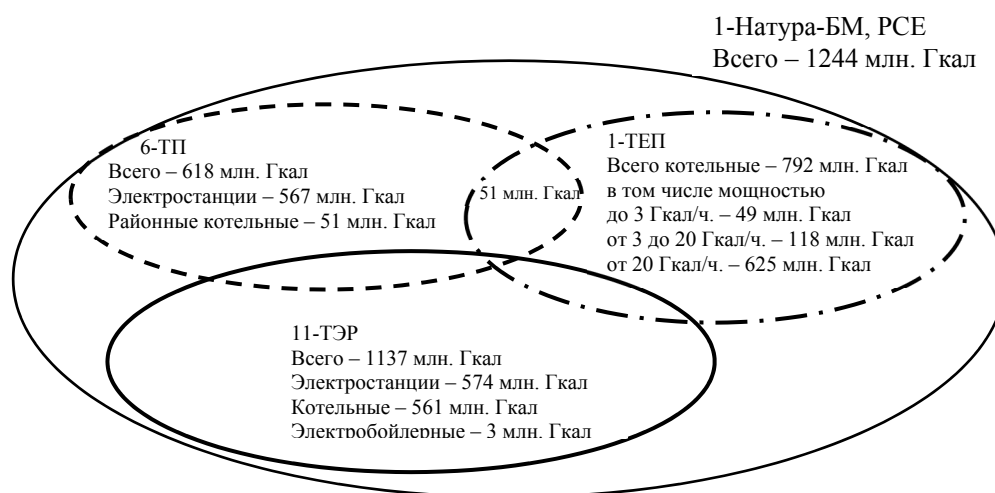 1-Натура-БМ, РСЕ
Всего – 1244 млн. Гкал
6-ТП
Всего – 618 млн. Гкал
Электростанции – 567 млн. Гкал
Районные котельные – 51 млн. Гкал
51 млн. Гкал
1-ТЕП
Всего котельные – 792 млн. Гкал
в том числе мощностью
до 3 Гкал/ч. – 49 млн. Гкал
от 3 до 20 Гкал/ч. – 118 млн. Гкал
от 20 Гкал/ч. – 625 млн. Гкал
11-ТЭР
Всего – 1137 млн. Гкал
Электростанции – 574 млн. Гкал
Котельные – 561 млн. Гкал
Электробойлерные – 3 млн. Гкал